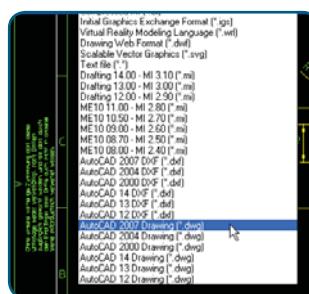 Initial Graphics Exchange Format (*.igs)
Virtual Reality Modeling Language (*.wrl)
Drawing Web Format (*.dwf)
Scalable Vector Graphics (*.svg)
Text file (*.*)
Drafting 14.00 - MI 3.10 (*.mi)
Drafting 13.00 - MI 3.00 (*.mi)
Drafting 12.00 - MI 2.90 (*.mi)
ME10 11.00 - MI 2.80 (*.mi)
ME10 10.50 - MI 2.70 (*.mi)
ME10 09.00 - MI 2.60 (*.mi)
ME10 08.70 - MI 2.50 (*.mi)
ME10 08.00 - MI 2.40 (*.mi)
AutoCAD 2007 DXF (*.dxf)
AutoCAD 2004 DXF (*.dxf)
AutoCAD 2000 DXF (*.dxf)
AutoCAD 14 DXF (*.dxf)
AutoCAD 13 DXF (*.dxf)
AutoCAD 12 DXF (*.dxf)
AutoCAD 2007 Drawing (*.dwg)
AutoCAD 2004 Drawing (*.dwg)
AutoCAD 2000 Drawing (*.dwg)
AutoCAD 14 Drawing (*.dwg)
AutoCAD 13 Drawing (*.dwg)
AutoCAD 12 Drawing (*.dwg)
C
B